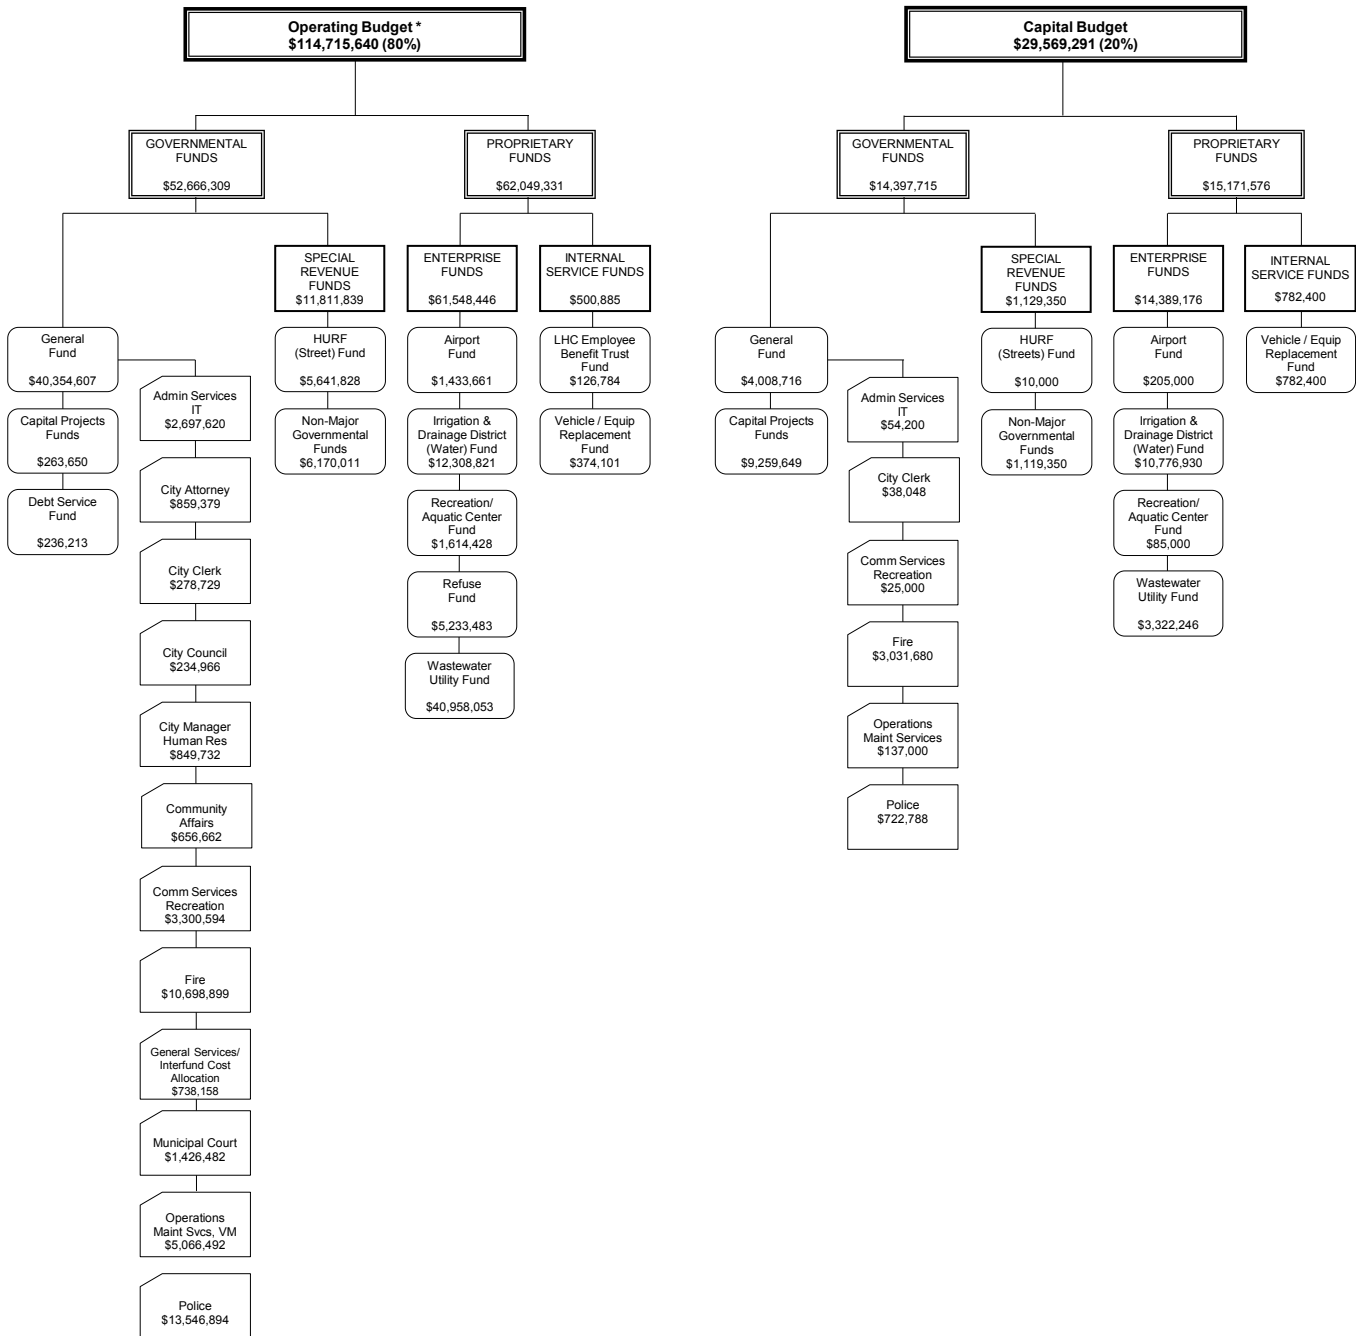 Operating Budget *
$114,715,640 (80%)
GOVERNMENTAL
FUNDS
$52,666,309
PROPRIETARY
FUNDS
$62,049,331
SPECIAL
REVENUE
FUNDS
$11,811,839
ENTERPRISE
FUNDS
$61,548,446
INTERNAL
SERVICE FUNDS
$500,885
General
Fund
$40,354,607
Capital Projects
Funds
$263,650
Debt Service
Fund
$236,213
Admin Services
IT
$2,697,620
City Attorney
$859,379
City Clerk
$278,729
City Council
$234,966
City Manager
Human Res
$849,732
Community
Affairs
$656,662
Comm Services
Recreation
$3,300,594
Fire
$10,698,899
General Services/
Interfund Cost
Allocation
$738,158
Municipal Court
$1,426,482
Operations
Maint Svcs, VM
$5,066,492
Police
$13,546,894
HURF
(Street) Fund
$5,641,828
Non-Major
Governmental
Funds
$6,170,011
Airport
Fund
$1,433,661
Irrigation &
Drainage District
(Water) Fund
$12,308,821
Recreation/
Aquatic Center
Fund
$1,614,428
Refuse
Fund
$5,233,483
Wastewater
Utility Fund
$40,958,053
LHC Employee
Benefit Trust
Fund
$126,784
Vehicle / Equip
Replacement
Fund
$374,101
Capital Budget
$29,569,291 (20%)
GOVERNMENTAL
FUNDS
$14,397,715
PROPRIETARY
FUNDS
$15,171,576
SPECIAL
REVENUE
FUNDS
$1,129,350
ENTERPRISE
FUNDS
$14,389,176
INTERNAL
SERVICE FUNDS
$782,400
General
Fund
$4,008,716
Capital Projects
Funds
$9,259,649
Admin Services
IT
$54,200
City Clerk
$38,048
Comm Services
Recreation
$25,000
Fire
$3,031,680
Operations
Maint Services
$137,000
Police
$722,788
HURF
(Streets) Fund
$10,000
Non-Major
Governmental
Funds
$1,119,350
Airport
Fund
$205,000
Irrigation &
Drainage District
(Water) Fund
$10,776,930
Recreation/
Aquatic Center
Fund
$85,000
Wastewater
Utility Fund
$3,322,246
Vehicle / Equip
Replacement
Fund
$782,400